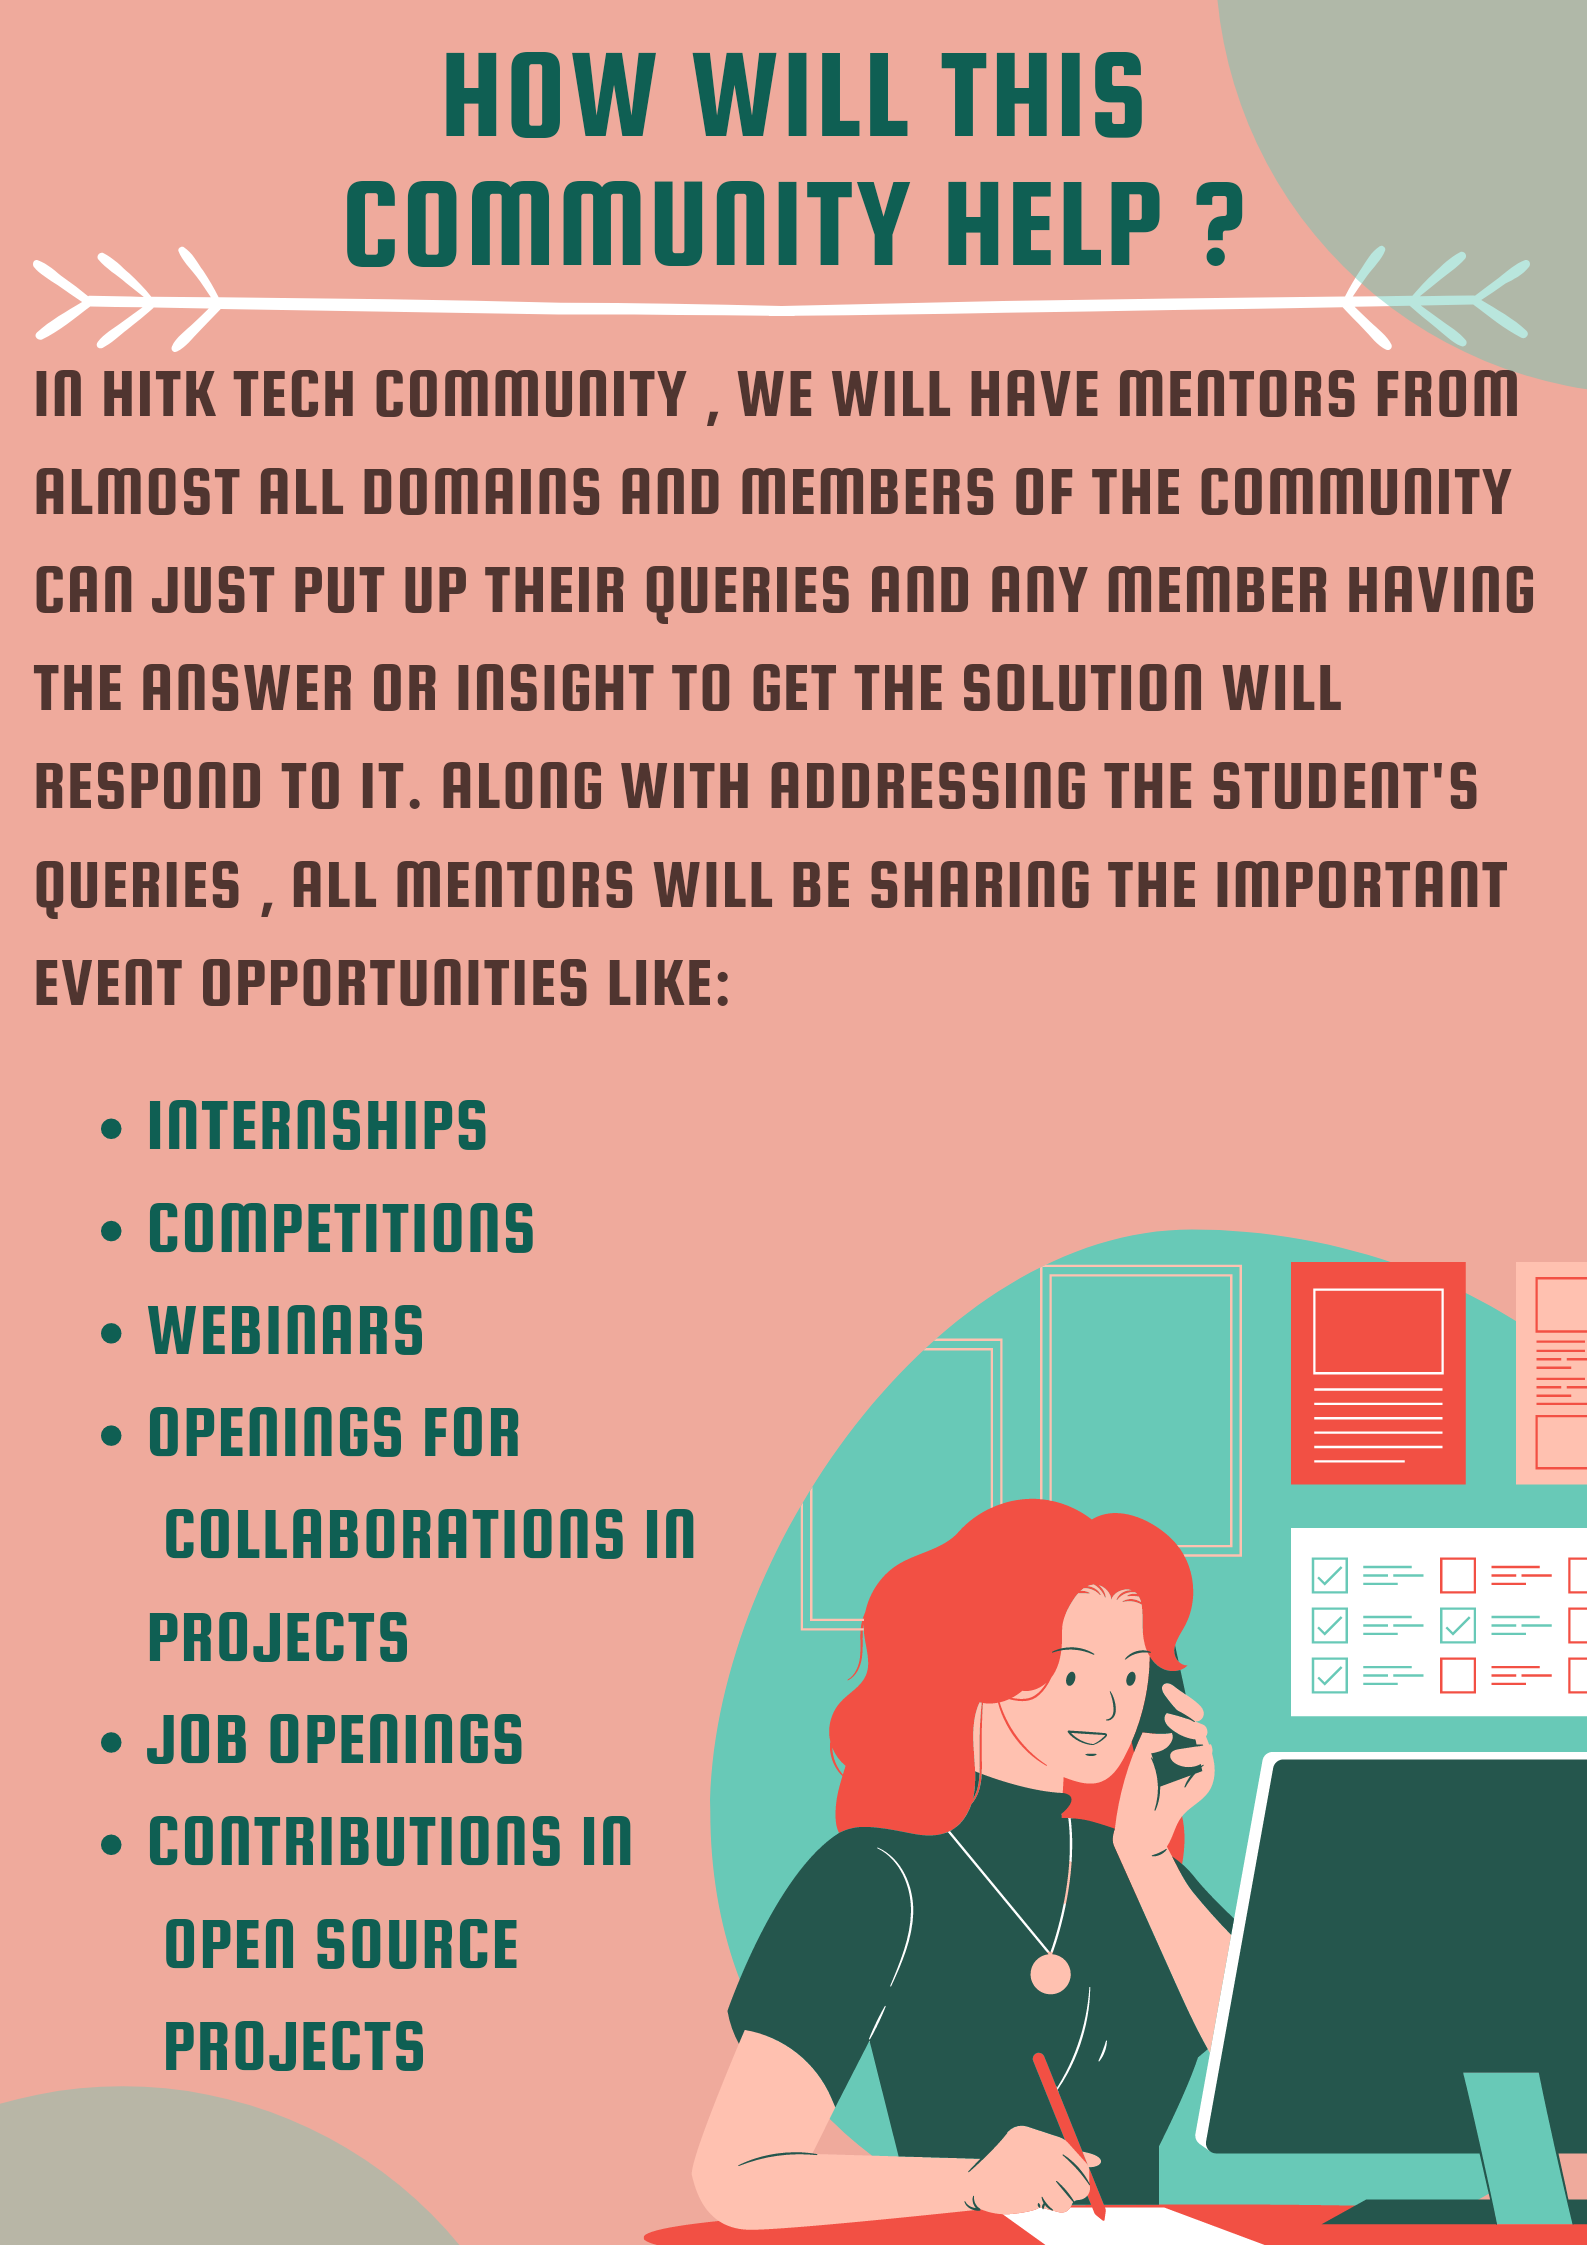 HOW WILL THIS
COMMUNITY HELP ?
IN HITK TECH COMMUNITY , WE WILL HAVE MENTORS FROM
ALMOST ALL DOMAINS AND MEMBERS OF THE COMMUNITY
CAN JUST PUT UP THEIR QUERIES AND ANY MEMBER HAVING
THE ANSWER OR INSIGHT TO GET THE SOLUTION WILL
RESPOND TO IT. ALONG WITH ADDRESSING THE STUDENT'S
QUERIES , ALL MENTORS WILL BE SHARING THE IMPORTANT
EVENT OPPORTUNITIES LIKE:
• INTERNSHIPS
• COMPETITIONS
• WEBINARS
• OPENINGS FOR
COLLABORATIONS IN
PROJECTS
• JOB OPENINGS
• CONTRIBUTIONS IN
OPEN SOURCE
PROJECTS